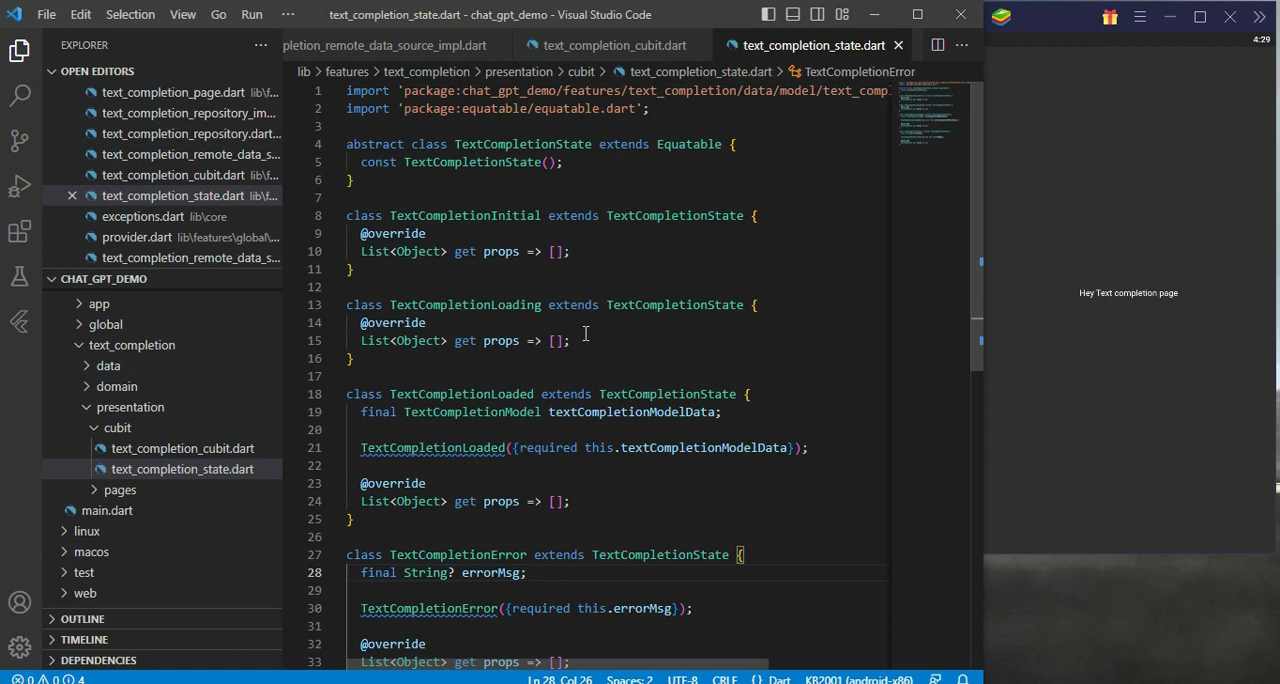 File Edit Selection View Go Run ··· text_completion_state.dart - chat_gpt_demo - Visual Studio Code
EXPLORER ···
pletion_remote_data_source_impl.dart text_completion_cubit.dart text_completion_state.dart
lib > features > text_completion > presentation > cubit > text_completion_state.dart > TextCompletionError
OPEN EDITORS
text_completion_page.dart lib\f...
text_completion_repository_im...
text_completion_repository.dart...
text_completion_remote_data_s...
text_completion_cubit.dart lib\f...
text_completion_state.dart lib\f...
exceptions.dart lib\core
provider.dart lib\features\global\...
text_completion_remote_data_s...
CHAT_GPT_DEMO
app
global
text_completion
data
domain
presentation
cubit
text_completion_cubit.dart
text_completion_state.dart
pages
main.dart
linux
macos
test
web
OUTLINE
TIMELINE
DEPENDENCIES
1 import 'package:chat_gpt_demo/features/text_completion/data/model/text_comp
2 import 'package:equatable/equatable.dart';
3
4 abstract class TextCompletionState extends Equatable {
5 const TextCompletionState();
6 }
7
8 class TextCompletionInitial extends TextCompletionState {
9 @override
10 List<Object> get props => [];
11 }
12
13 class TextCompletionLoading extends TextCompletionState {
14 @override
15 List<Object> get props => [];
16 }
17
18 class TextCompletionLoaded extends TextCompletionState {
19 final TextCompletionModel textCompletionModelData;
20
21 TextCompletionLoaded({required this.textCompletionModelData});
22
23 @override
24 List<Object> get props => [];
25 }
26
27 class TextCompletionError extends TextCompletionState {
28 final String? errorMsg;
29
30 TextCompletionError({required this.errorMsg});
31
32 @override
33 List<Object> get props => [];
0 0 4 Ln 28, Col 26 Spaces: 2 UTF-8 CRLF {} Dart KB2001 (android-x86)
4:29
Hey Text completion page